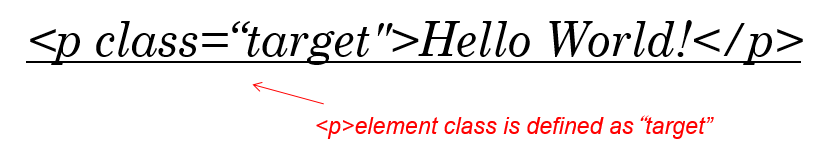 <p class=“target">Hello World!</p>
<p>element class is defined as “target”